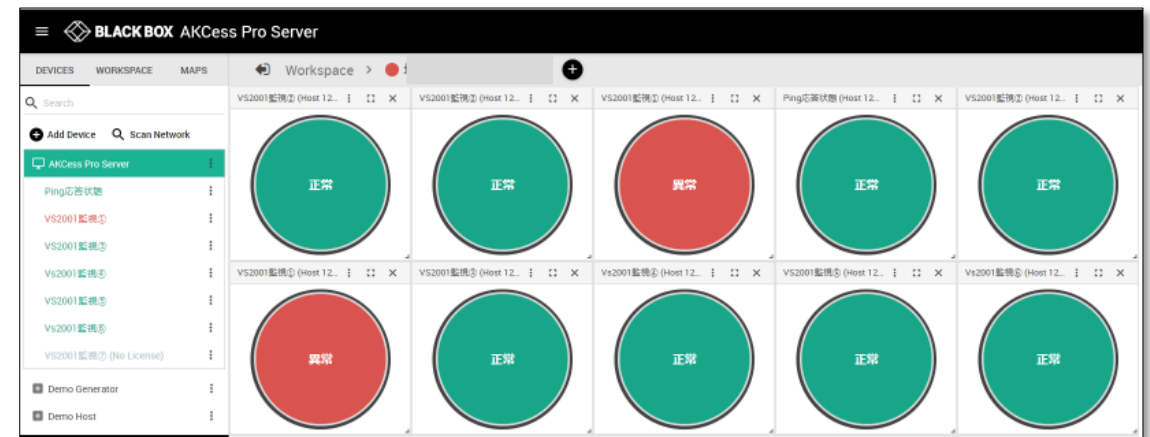 BLACK BOX AKCess Pro Server
DEVICES WORKSPACE MAPS
Workspace >
Search
Add Device Scan Network
AKCess Pro Server
Ping応答状態
VS2001監視①
VS2001監視③
Vs2001監視④
VS2001監視⑤
Vs2001監視⑥
VS2001監視⑦ (No License)
Demo Generator
Demo Host
VS2001監視② (Host 12... VS2001監視② (Host 12... VS2001監視① (Host 12... Ping応答状態 (Host 12... VS2001監視② (Host 12...
正常 正常 異常 正常 正常
VS2001監視① (Host 12... VS2001監視③ (Host 12... Vs2001監視④ (Host 12... VS2001監視⑤ (Host 12... Vs2001監視⑥ (Host 12...
異常 正常 正常 正常 正常